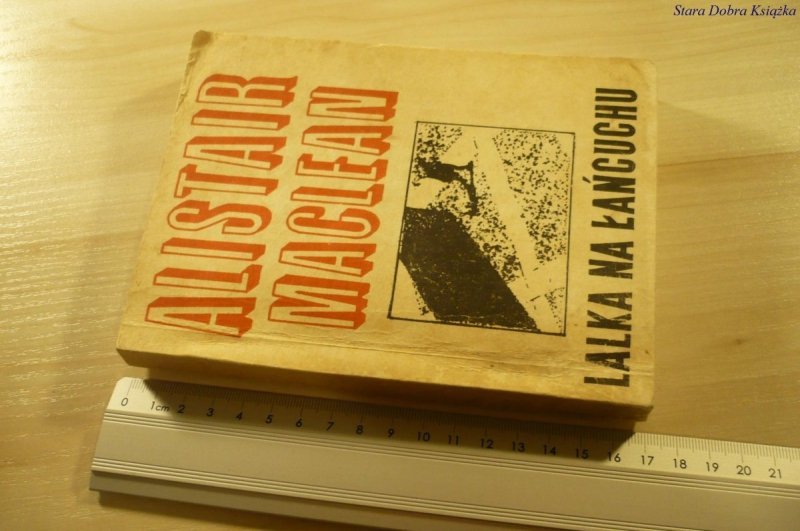 Stara Dobra Książka
ALISTAIR
MACLEAN
LALKA NA ŁAŃCUCHU
0 1cm 2 3 4 5 6 7 8 9 10 11 12 13 14 15 16 17 18 19 20 21